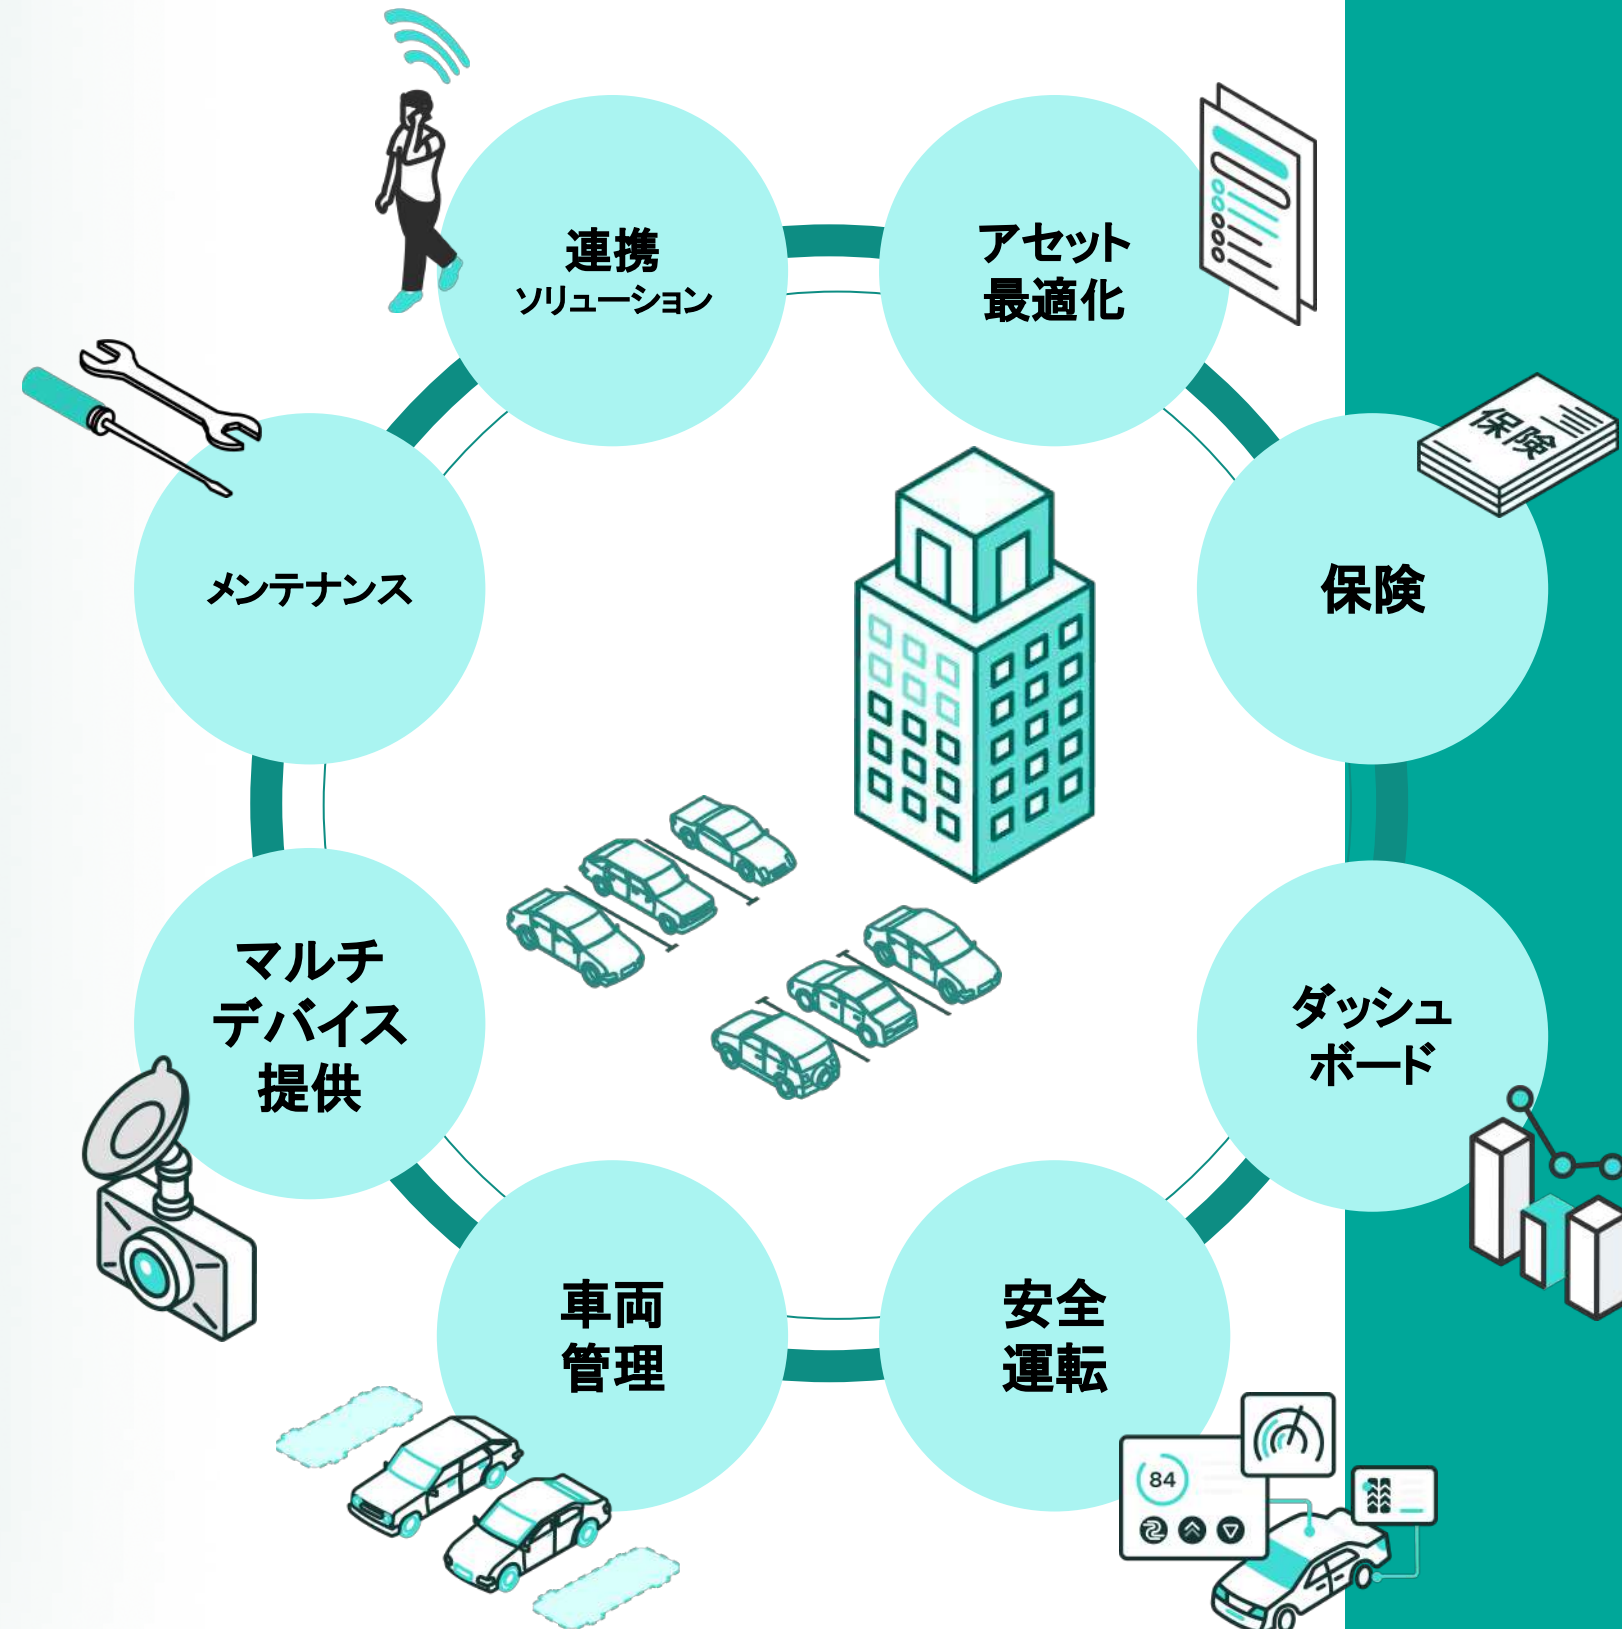 連携
ソリューション
アセット
最適化
保険
保険
メンテナンス
マルチ
デバイス
提供
ダッシュ
ボード
車両
管理
安全
運転
84